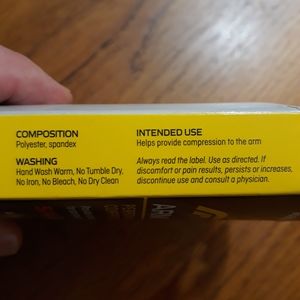 COMPOSITION
Polyester, spandex
WASHING
Hand Wash Warm, No Tumble Dry,
No Iron, No Bleach, No Dry Clean
INTENDED USE
Helps provide compression to the arm
Always read the label. Use as directed. If
discomfort or pain results, persists or increases,
discontinue use and consult a physician.